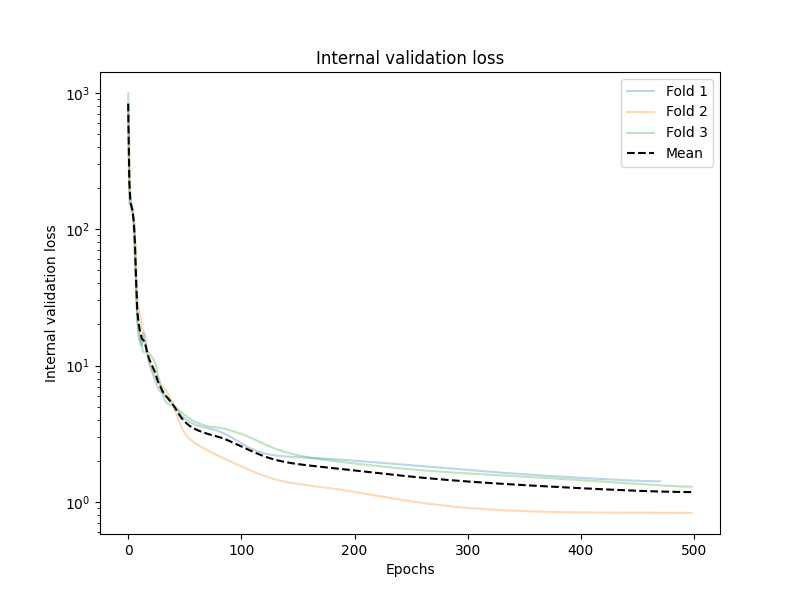 Internal validation loss
Fold 1
Fold 2
Fold 3
Mean
Internal validation loss
10³
10²
10¹
10⁰
0 100 200 300 400 500
Epochs